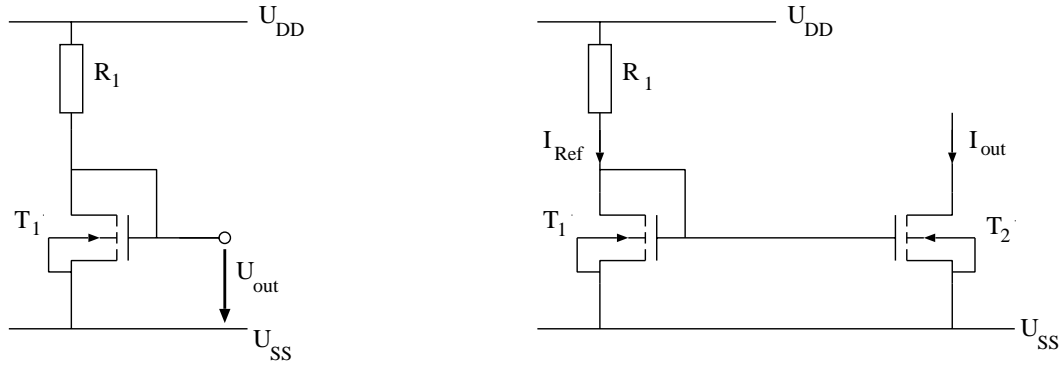 U_DD
R_1
T_1
U_out
U_SS
U_DD
R_1
I_Ref
I_out
T_1
T_2
U_SS